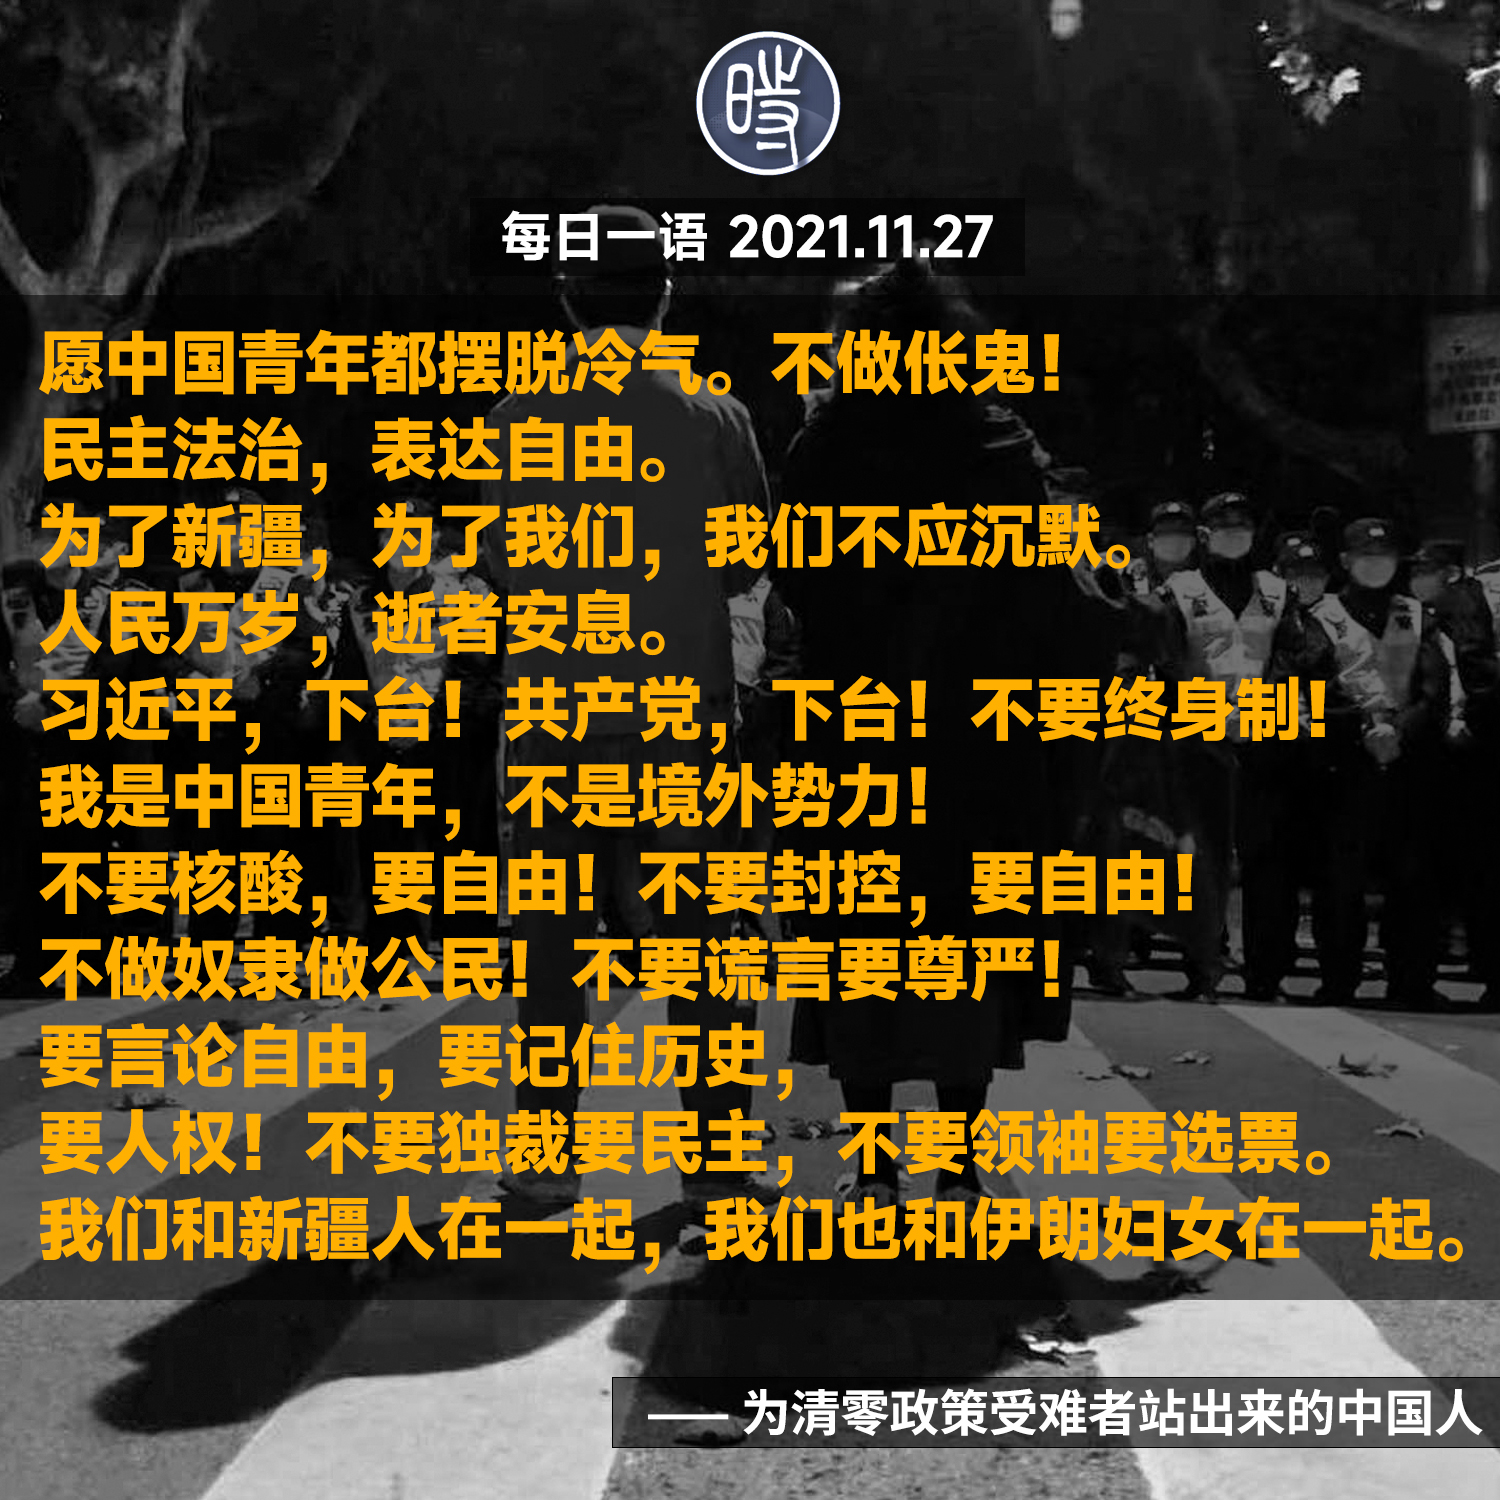 時
每日一语 2021.11.27
愿中国青年都摆脱冷气。不做伥鬼！
民主法治，表达自由。
为了新疆，为了我们，我们不应沉默。
人民万岁，逝者安息。
习近平，下台！共产党，下台！不要终身制！
我是中国青年，不是境外势力！
不要核酸，要自由！不要封控，要自由！
不做奴隶做公民！不要谎言要尊严！
要言论自由，要记住历史，
要人权！不要独裁要民主，不要领袖要选票。
我们和新疆人在一起，我们也和伊朗妇女在一起。
—— 为清零政策受难者站出来的中国人